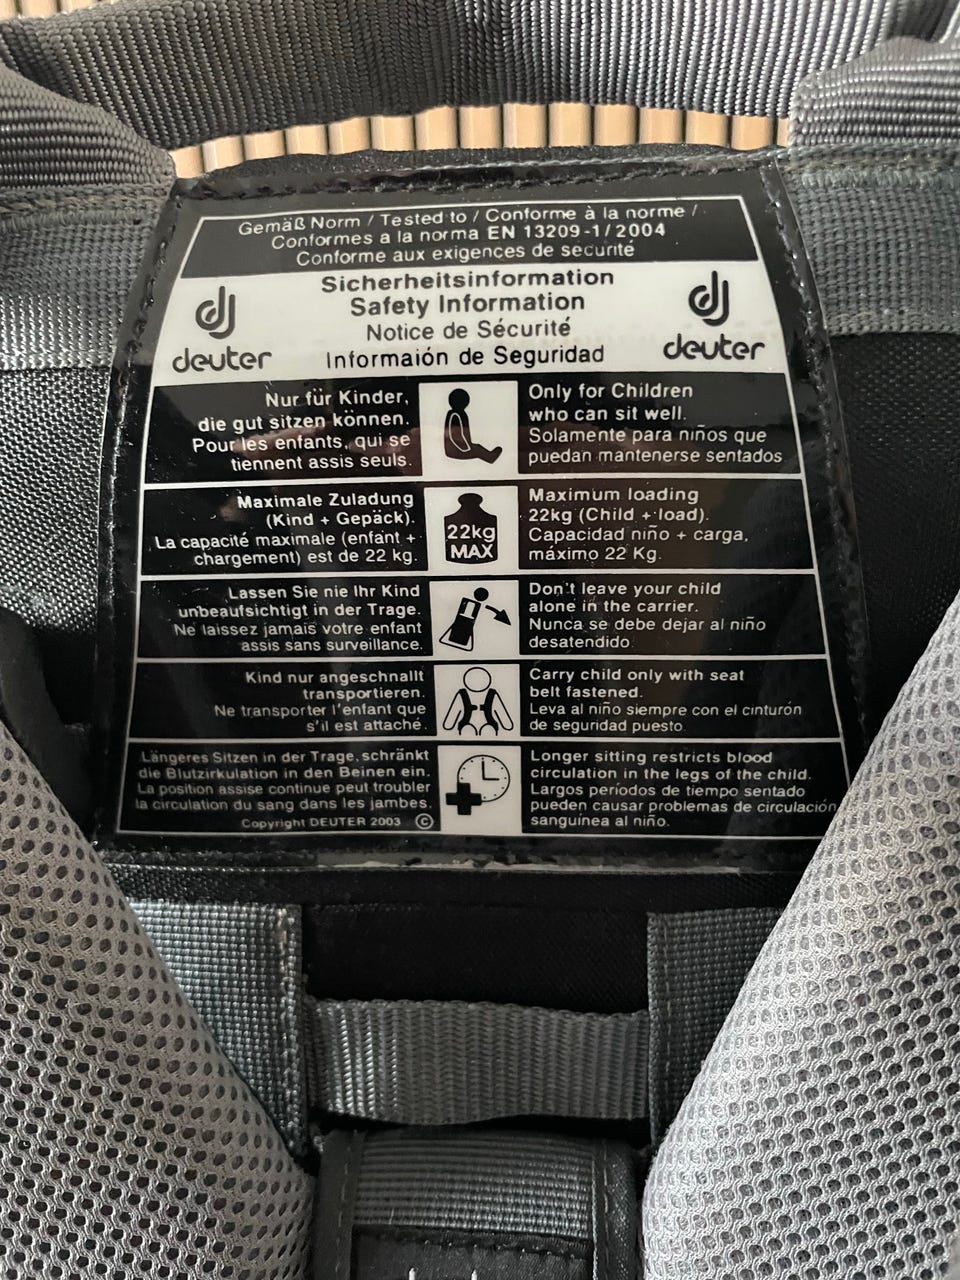 Gemäß Norm / Tested to / Conforme à la norme /
Conformes a la norma EN 13209-1/2004
Conforme aux exigences de sécurité
Sicherheitsinformation
Safety Information
Notice de Sécurité
Informaión de Seguridad
deuter
deuter
Nur für Kinder,
die gut sitzen können.
Pour les enfants, qui se
tiennent assis seuls.
Only for Children
who can sit well.
Solamente para niños que
puedan mantenerse sentados
Maximale Zuladung
(Kind + Gepäck).
La capacité maximale (enfant +
chargement) est de 22 kg.
22kg
MAX
Maximum loading
22kg (Child + load).
Capacidad niño + carga,
máximo 22 Kg.
Lassen Sie nie Ihr Kind
unbeaufsichtigt in der Trage.
Ne laissez jamais votre enfant
assis sans surveillance.
Don't leave your child
alone in the carrier.
Nunca se debe dejar al niño
desatendido.
Kind nur angeschnallt
transportieren.
Ne transporter l'enfant que
s'il est attaché.
Carry child only with seat
belt fastened.
Leva al niño siempre con el cinturón
de seguridad puesto
Längeres Sitzen in der Trage, schränkt
die Blutzirkulation in den Beinen ein.
La position assise continue peut troubler
la circulation du sang dans les jambes.
Copyright DEUTER 2003 ©
Longer sitting restricts blood
circulation in the legs of the child.
Largos períodos de tiempo sentado
pueden causar problemas de circulación
sanguínea al niño.